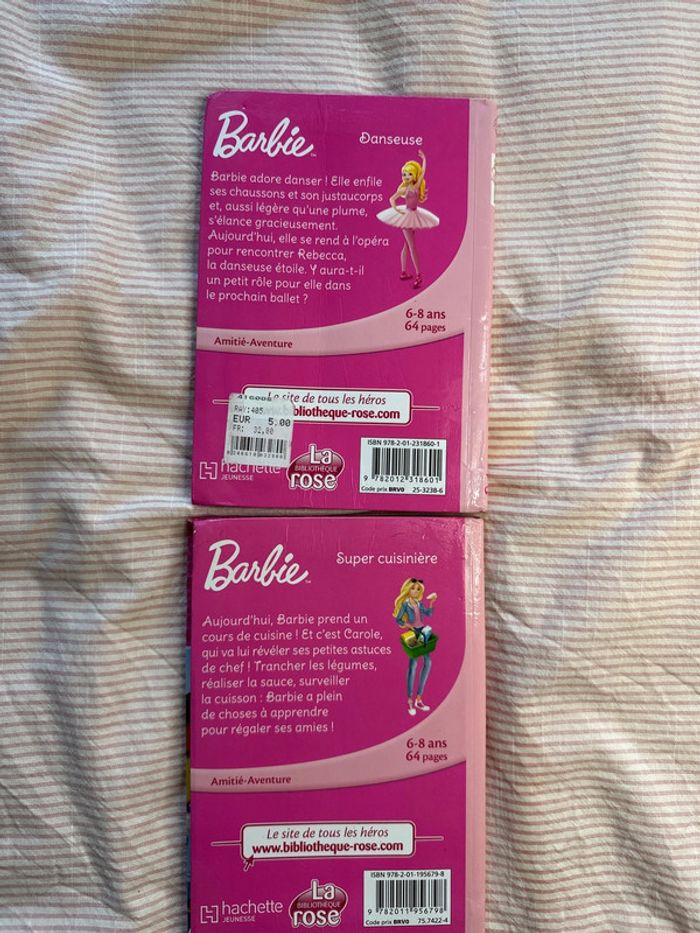 Barbie
Danseuse
Barbie adore danser ! Elle enfile
ses chaussons et son justaucorps
et, aussi légère qu'une plume,
s'élance gracieusement.
Aujourd'hui, elle se rend à l'opéra
pour rencontrer Rebecca,
la danseuse étoile. Y aura-t-il
un petit rôle pour elle dans
le prochain ballet ?
6-8 ans
64 pages
Amitié-Aventure
Le site de tous les héros
bibliotheque-rose.com
RAY:405
EUR 5,00
FR: 32,80
hachette
JEUNESSE
La
BIBLIOTHÈQUE
rose
ISBN 978-2-01-231860-1
9 782012 318601
Code prix BRV0 25-3238-6
Barbie
Super cuisinière
Aujourd'hui, Barbie prend un
cours de cuisine ! Et c'est Carole,
qui va lui révéler ses petites astuces
de chef ! Trancher les légumes,
réaliser la sauce, surveiller
la cuisson : Barbie a plein
de choses à apprendre
pour régaler ses amies !
6-8 ans
64 pages
Amitié-Aventure
Le site de tous les héros
www.bibliotheque-rose.com
hachette
JEUNESSE
La
BIBLIOTHÈQUE
rose
ISBN 978-2-01-195679-8
9 782011 956798
Code prix BRV0 75.7422-4